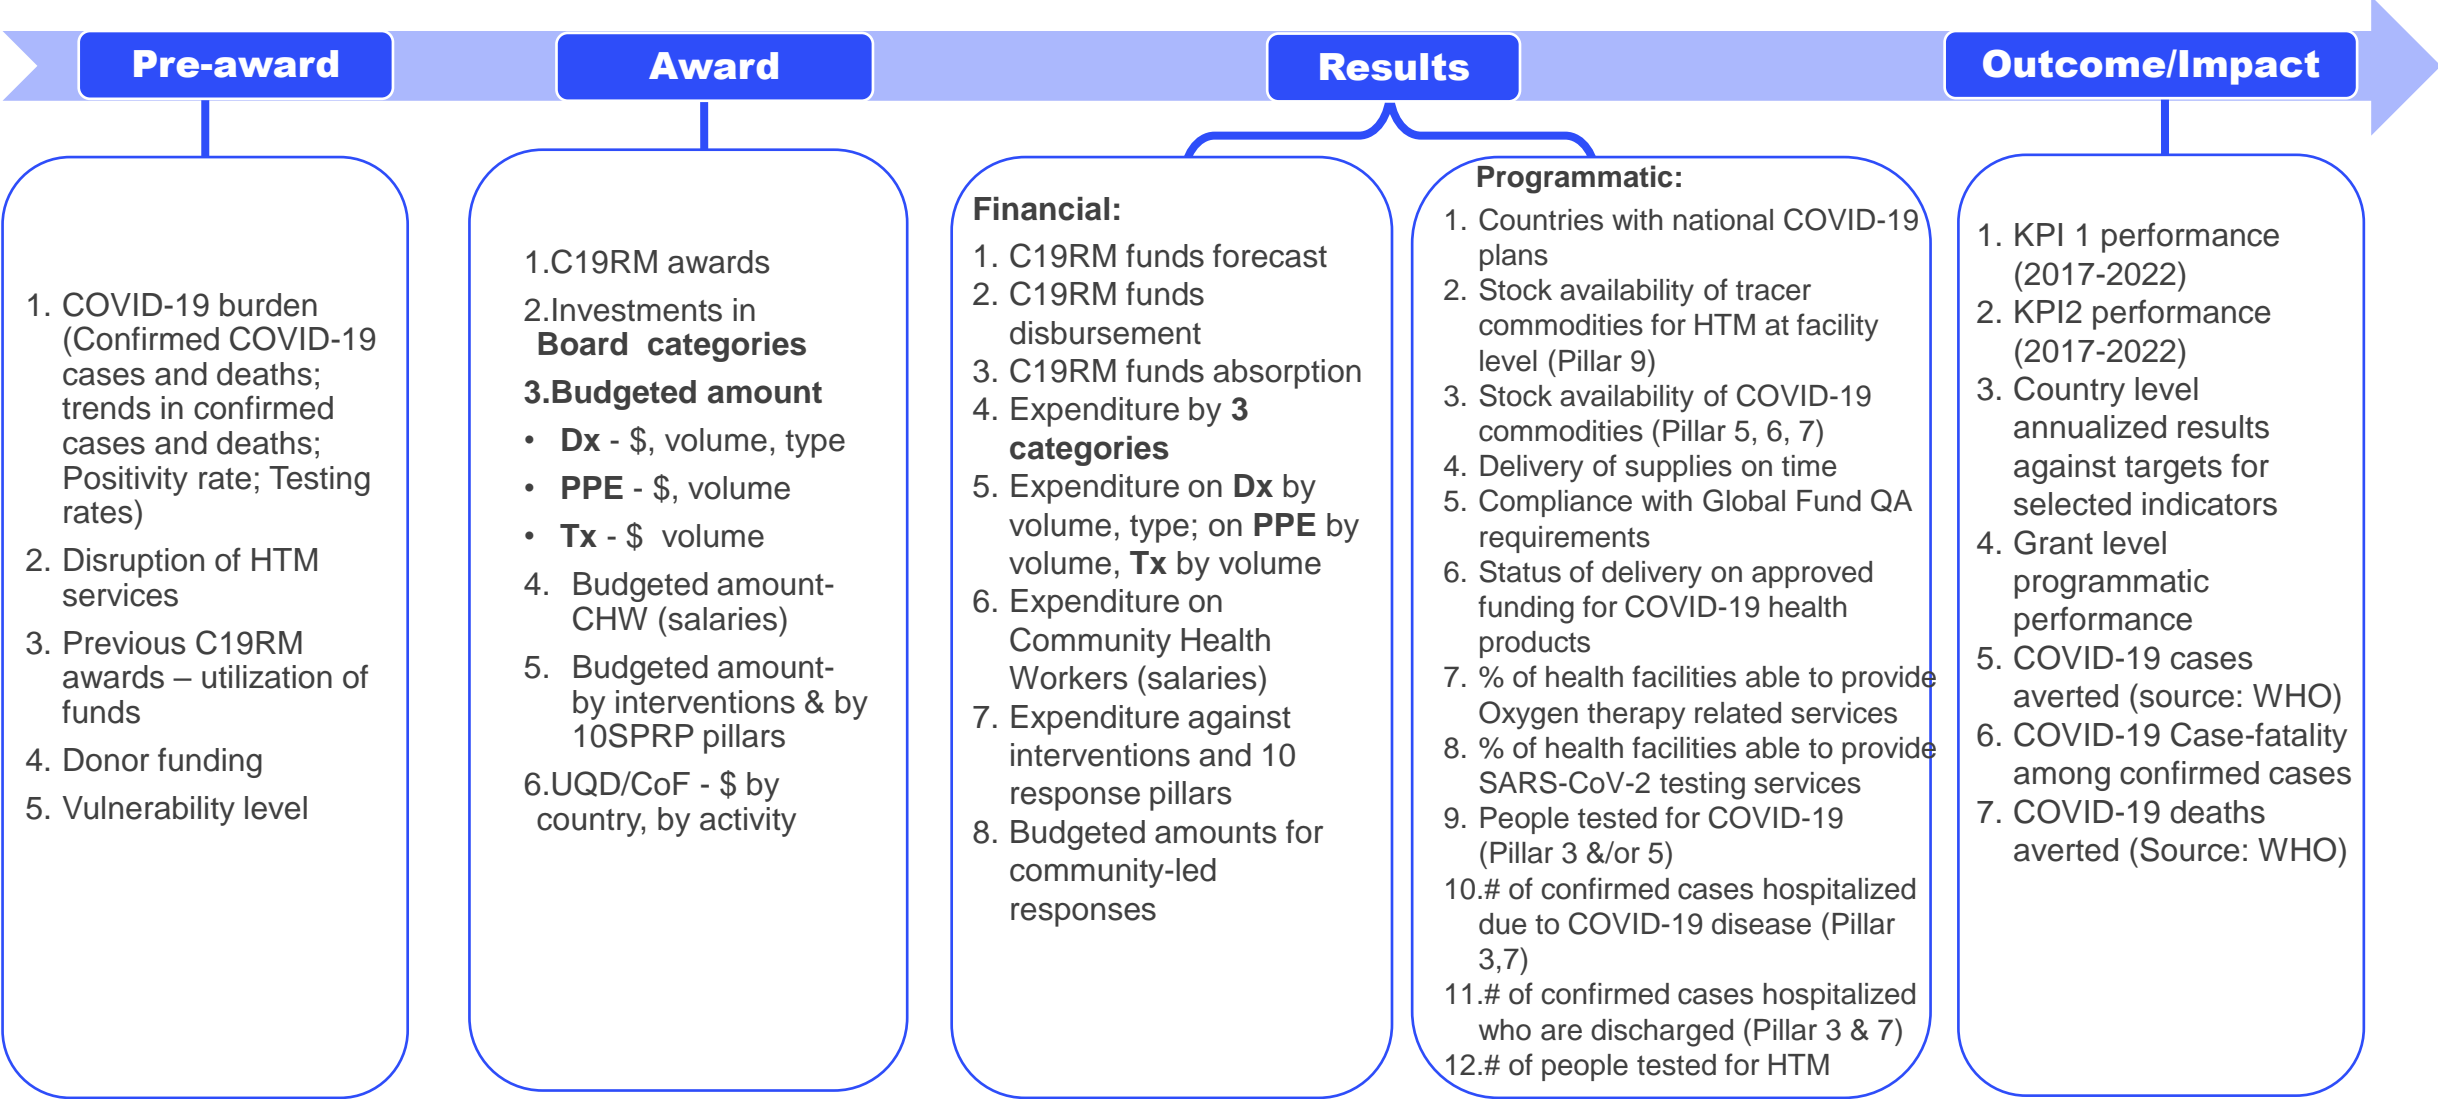 Pre-award
Award
Results
Outcome/Impact
1. COVID-19 burden
(Confirmed COVID-19
cases and deaths;
trends in confirmed
cases and deaths;
Positivity rate; Testing
rates)
2. Disruption of HTM
services
3. Previous C19RM
awards – utilization of
funds
4. Donor funding
5. Vulnerability level
1.C19RM awards
2.Investments in
Board categories
3.Budgeted amount
• Dx - $, volume, type
• PPE - $, volume
• Tx - $ volume
4. Budgeted amount-
CHW (salaries)
5. Budgeted amount-
by interventions & by
10SPRP pillars
6.UQD/CoF - $ by
country, by activity
Financial:
1. C19RM funds forecast
2. C19RM funds
disbursement
3. C19RM funds absorption
4. Expenditure by 3
categories
5. Expenditure on Dx by
volume, type; on PPE by
volume, Tx by volume
6. Expenditure on
Community Health
Workers (salaries)
7. Expenditure against
interventions and 10
response pillars
8. Budgeted amounts for
community-led
responses
Programmatic:
1. Countries with national COVID-19
plans
2. Stock availability of tracer
commodities for HTM at facility
level (Pillar 9)
3. Stock availability of COVID-19
commodities (Pillar 5, 6, 7)
4. Delivery of supplies on time
5. Compliance with Global Fund QA
requirements
6. Status of delivery on approved
funding for COVID-19 health
products
7. % of health facilities able to provide
Oxygen therapy related services
8. % of health facilities able to provide
SARS-CoV-2 testing services
9. People tested for COVID-19
(Pillar 3 &/or 5)
10.# of confirmed cases hospitalized
due to COVID-19 disease (Pillar
3,7)
11.# of confirmed cases hospitalized
who are discharged (Pillar 3 & 7)
12.# of people tested for HTM
1. KPI 1 performance
(2017-2022)
2. KPI2 performance
(2017-2022)
3. Country level
annualized results
against targets for
selected indicators
4. Grant level
programmatic
performance
5. COVID-19 cases
averted (source: WHO)
6. COVID-19 Case-fatality
among confirmed cases
7. COVID-19 deaths
averted (Source: WHO)